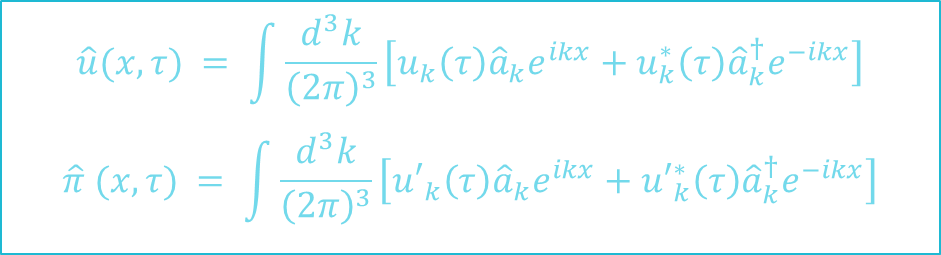 û(x, τ) = ∫ d³k/(2π)³ [u_k(τ)â_k e^{ikx} + u_k^*(τ)â_k^† e^{−ikx}]
π̂ (x, τ) = ∫ d³k/(2π)³ [u′_k(τ)â_k e^{ikx} + u′_k^*(τ)â_k^† e^{−ikx}]